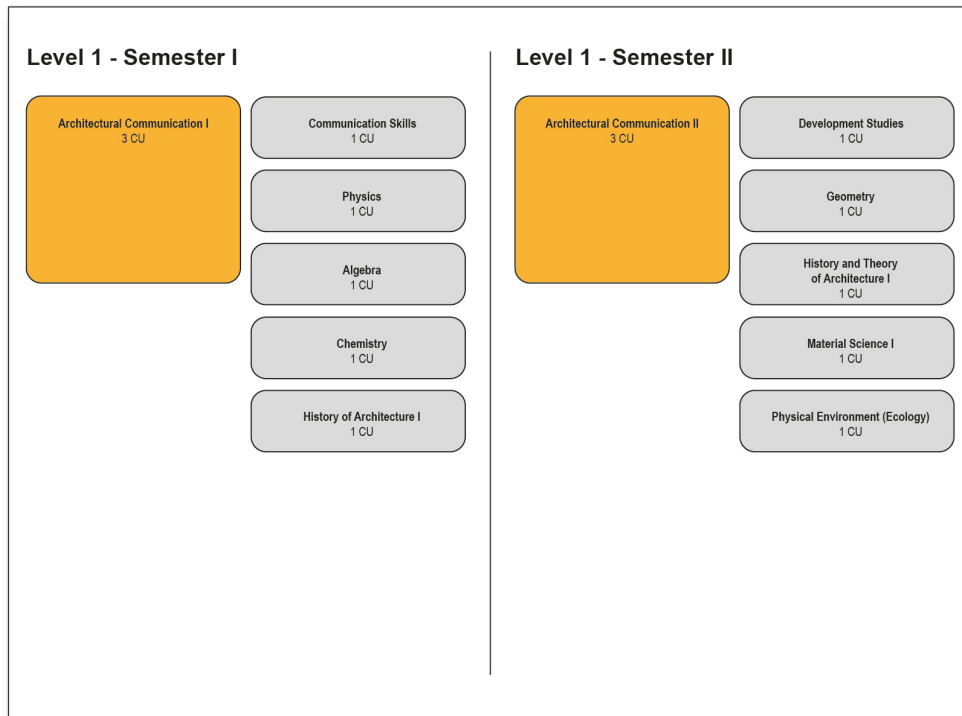 Level 1 - Semester I
Architectural Communication I
3 CU
Communication Skills
1 CU
Physics
1 CU
Algebra
1 CU
Chemistry
1 CU
History of Architecture I
1 CU
Level 1 - Semester II
Architectural Communication II
3 CU
Development Studies
1 CU
Geometry
1 CU
History and Theory
of Architecture I
1 CU
Material Science I
1 CU
Physical Environment (Ecology)
1 CU